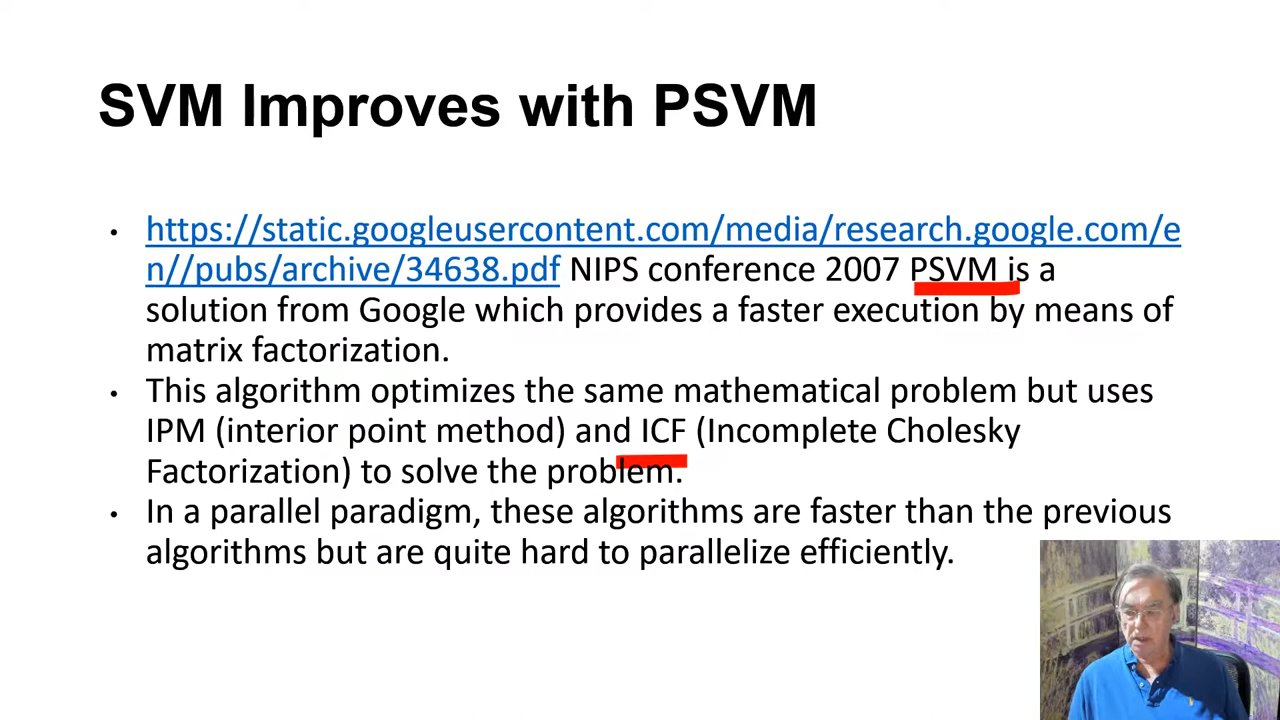 SVM Improves with PSVM
• https://static.googleusercontent.com/media/research.google.com/e
n//pubs/archive/34638.pdf NIPS conference 2007 PSVM is a
solution from Google which provides a faster execution by means of
matrix factorization.
• This algorithm optimizes the same mathematical problem but uses
IPM (interior point method) and ICF (Incomplete Cholesky
Factorization) to solve the problem.
• In a parallel paradigm, these algorithms are faster than the previous
algorithms but are quite hard to parallelize efficiently.